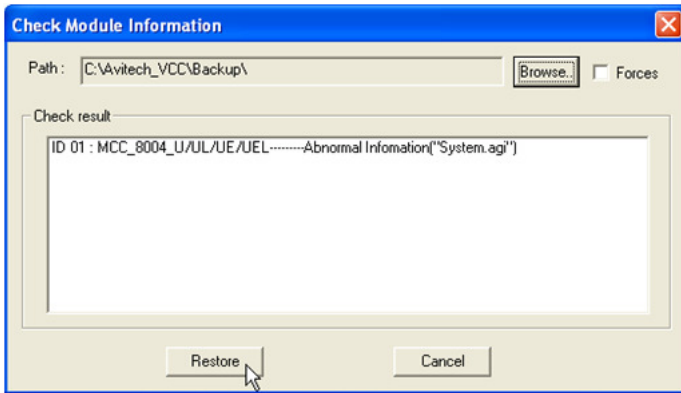 Check Module Information
Path : C:\Avitech_VCC\Backup\ Browse.. Forces
Check result
ID 01 : MCC_8004_U/UL/UE/UEL---------Abnormal Infomation("System.agi")
Restore Cancel